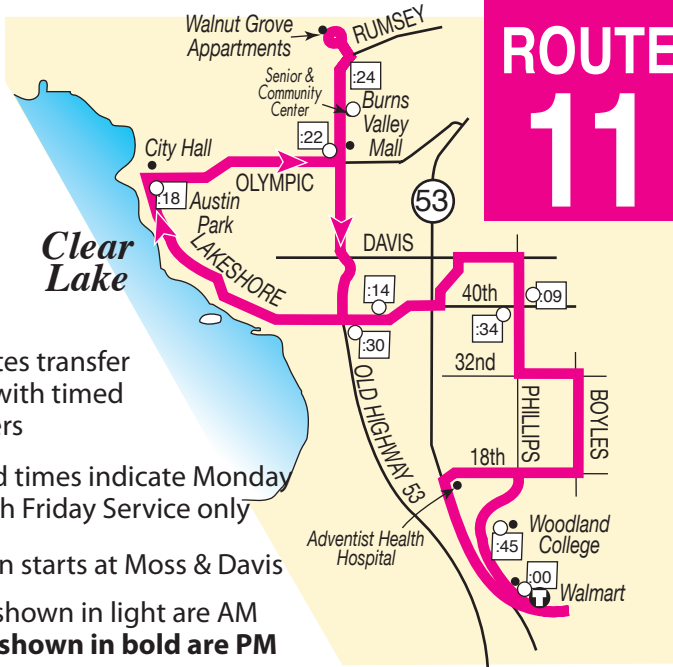 ROUTE
11
Walnut Grove
Appartments
RUMSEY
:24
Senior &
Community
Center
Burns
Valley
Mall
:22
City Hall
OLYMPIC
:18
Austin
Park
53
Clear
Lake
LAKESHORE
DAVIS
:14
40th
:09
:34
:30
32nd
OLD HIGHWAY 53
PHILLIPS
BOYLES
18th
Adventist Health
Hospital
Woodland
College
:45
:00
T
Walmart
tes transfer
with timed
ers
d times indicate Monday
h Friday Service only
n starts at Moss & Davis
shown in light are AM
shown in bold are PM